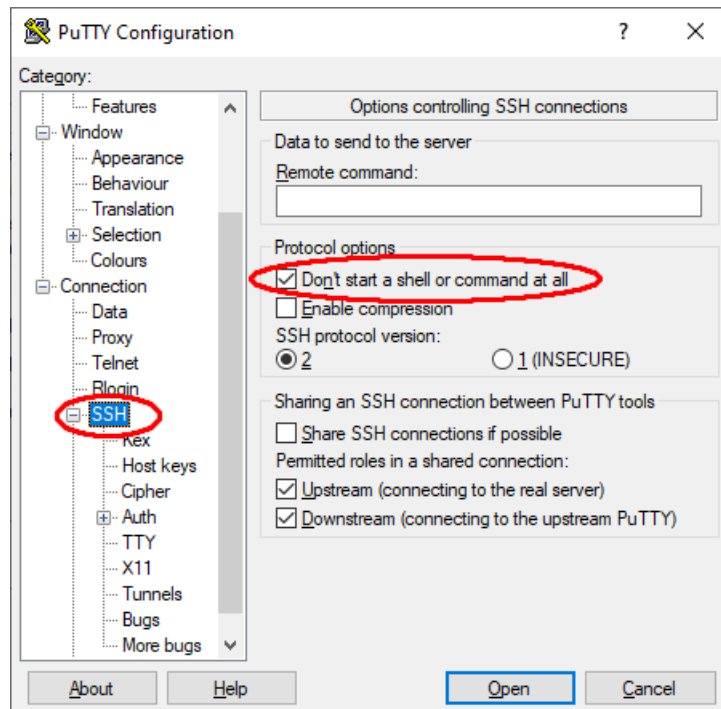 PuTTY Configuration
?
Category:
Features
Window
Appearance
Behaviour
Translation
Selection
Colours
Connection
Data
Proxy
Telnet
Rlogin
SSH
Kex
Host keys
Cipher
Auth
TTY
X11
Tunnels
Bugs
More bugs
Options controlling SSH connections
Data to send to the server
Remote command:
Protocol options
Don't start a shell or command at all
Enable compression
SSH protocol version:
2 1 (INSECURE)
Sharing an SSH connection between PuTTY tools
Share SSH connections if possible
Permitted roles in a shared connection:
Upstream (connecting to the real server)
Downstream (connecting to the upstream PuTTY)
About Help Open Cancel